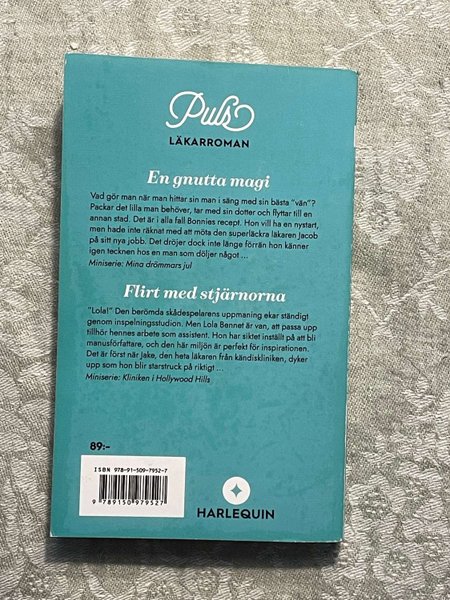 Puls
LÄKARROMAN
En gnutta magi
Vad gör man när man hittar sin man i säng med sin bästa "vän"?
Packar det lilla man behöver, tar med sin dotter och flyttar till en
annan stad. Det är i alla fall Bonnies recept. Hon vill ha en nystart,
men hade inte räknat med att möta den superläckra läkaren Jacob
på sitt nya jobb. Det dröjer dock inte länge förrän hon känner
igen tecknen hos en man som döljer något ...
Miniserie: Mina drömmars jul
Flirt med stjärnorna
"Lola!" Den berömda skådespelarens uppmaning ekar ständigt
genom inspelningsstudion. Men Lola Bennet är van, att passa upp
tillhör hennes arbete som assistent. Hon har siktet inställt på att bli
manusförfattare, och den här miljön är perfekt för inspirationen.
Det är först när Jake, den heta läkaren från kändiskliniken, dyker
upp som hon blir starstruck på riktigt ...
Miniserie: Kliniken i Hollywood Hills
89:-
ISBN 978-91-509-7952-7
9 789150 979527
HARLEQUIN